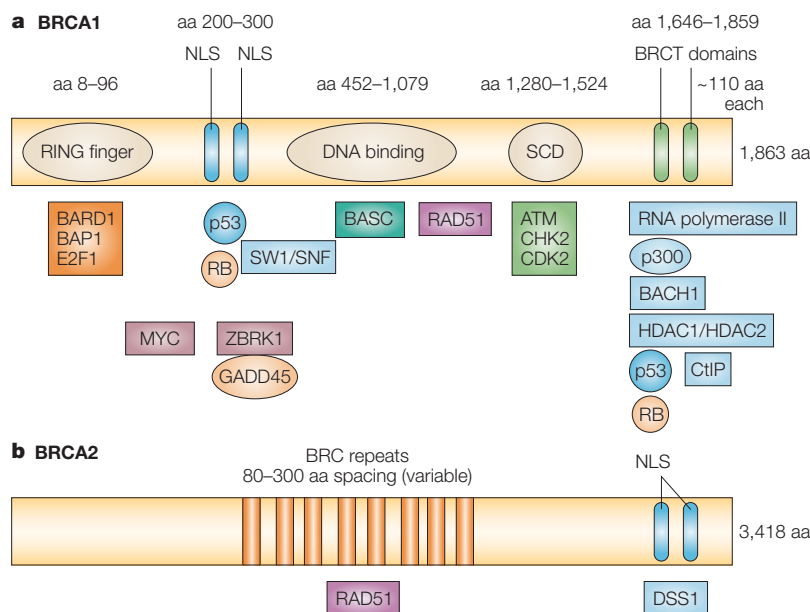 a BRCA1
aa 200–300
aa 1,646–1,859
NLS NLS
BRCT domains
aa 8–96
aa 452–1,079
aa 1,280–1,524
~110 aa
each
RING finger
DNA binding
SCD
1,863 aa
BARD1
BAP1
E2F1
p53
RB
SW1/SNF
BASC
RAD51
ATM
CHK2
CDK2
RNA polymerase II
p300
BACH1
HDAC1/HDAC2
p53
CtIP
RB
MYC
ZBRK1
GADD45
b BRCA2
BRC repeats
80–300 aa spacing (variable)
NLS
3,418 aa
RAD51
DSS1